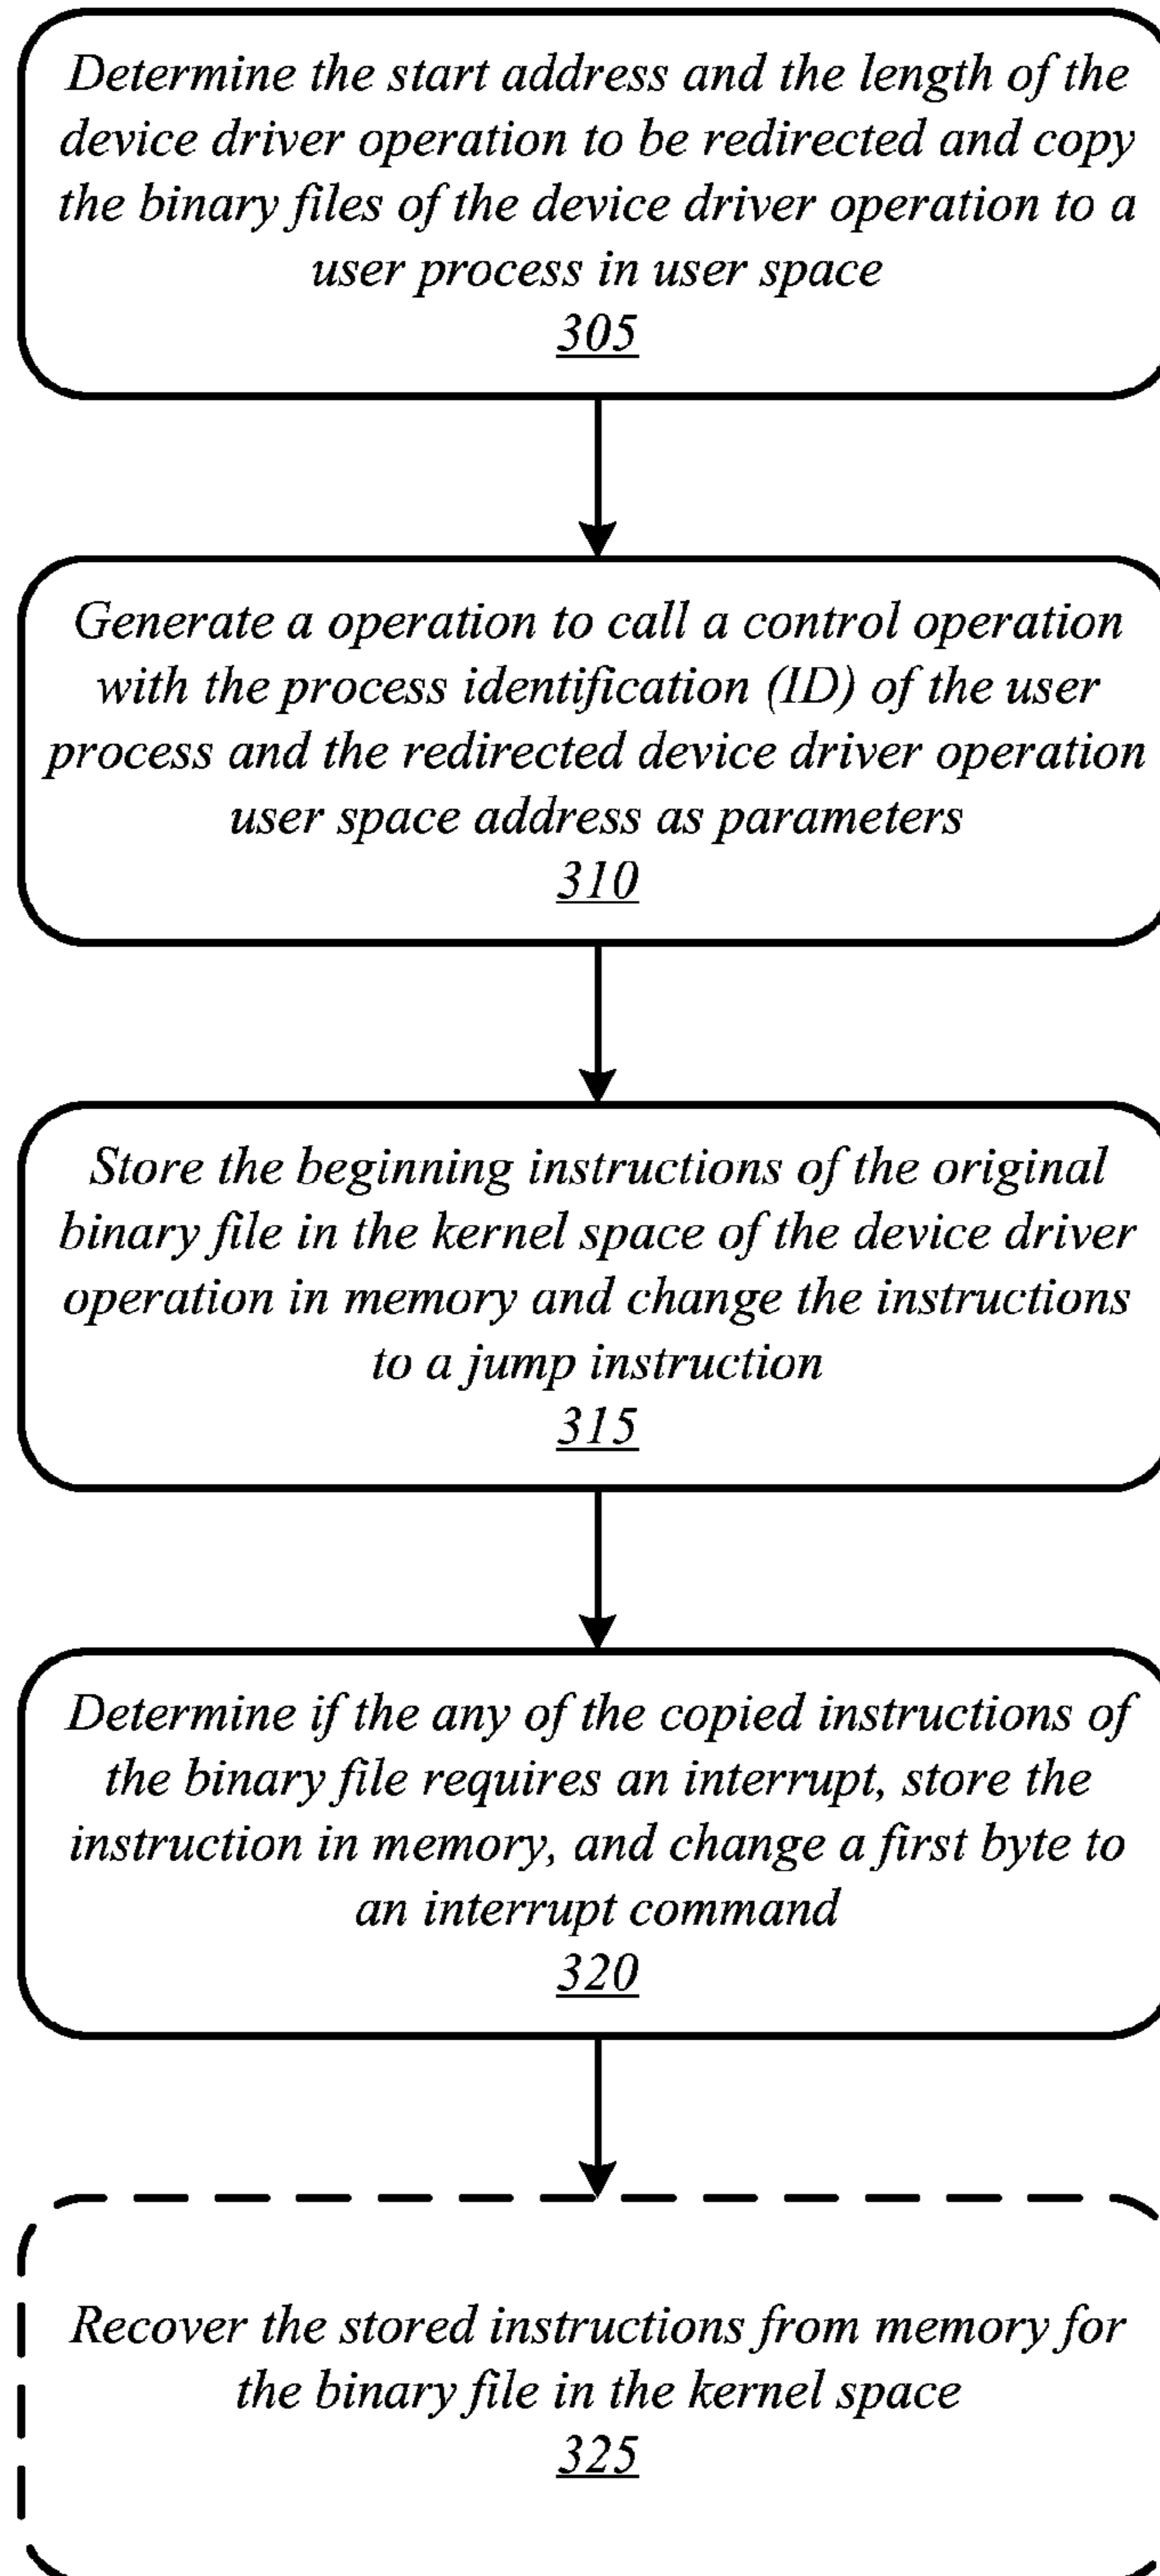 Determine the start address and the length of the
device driver operation to be redirected and copy
the binary files of the device driver operation to a
user process in user space
305
Generate a operation to call a control operation
with the process identification (ID) of the user
process and the redirected device driver operation
user space address as parameters
310
Store the beginning instructions of the original
binary file in the kernel space of the device driver
operation in memory and change the instructions
to a jump instruction
315
Determine if the any of the copied instructions of
the binary file requires an interrupt, store the
instruction in memory, and change a first byte to
an interrupt command
320
Recover the stored instructions from memory for
the binary file in the kernel space
325